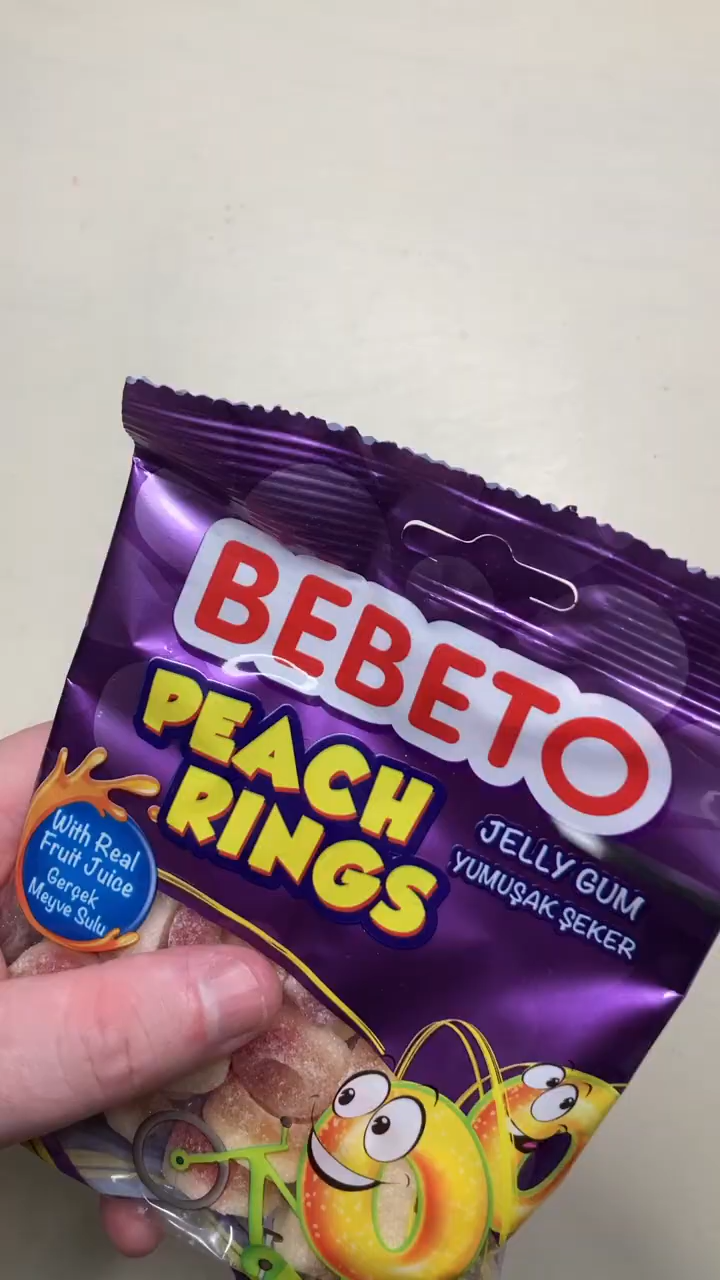 BEBETO
PEACH
RINGS
JELLY GUM
YUMUŞAK ŞEKER
With Real
Fruit Juice
Gerçek
Meyve Sulu